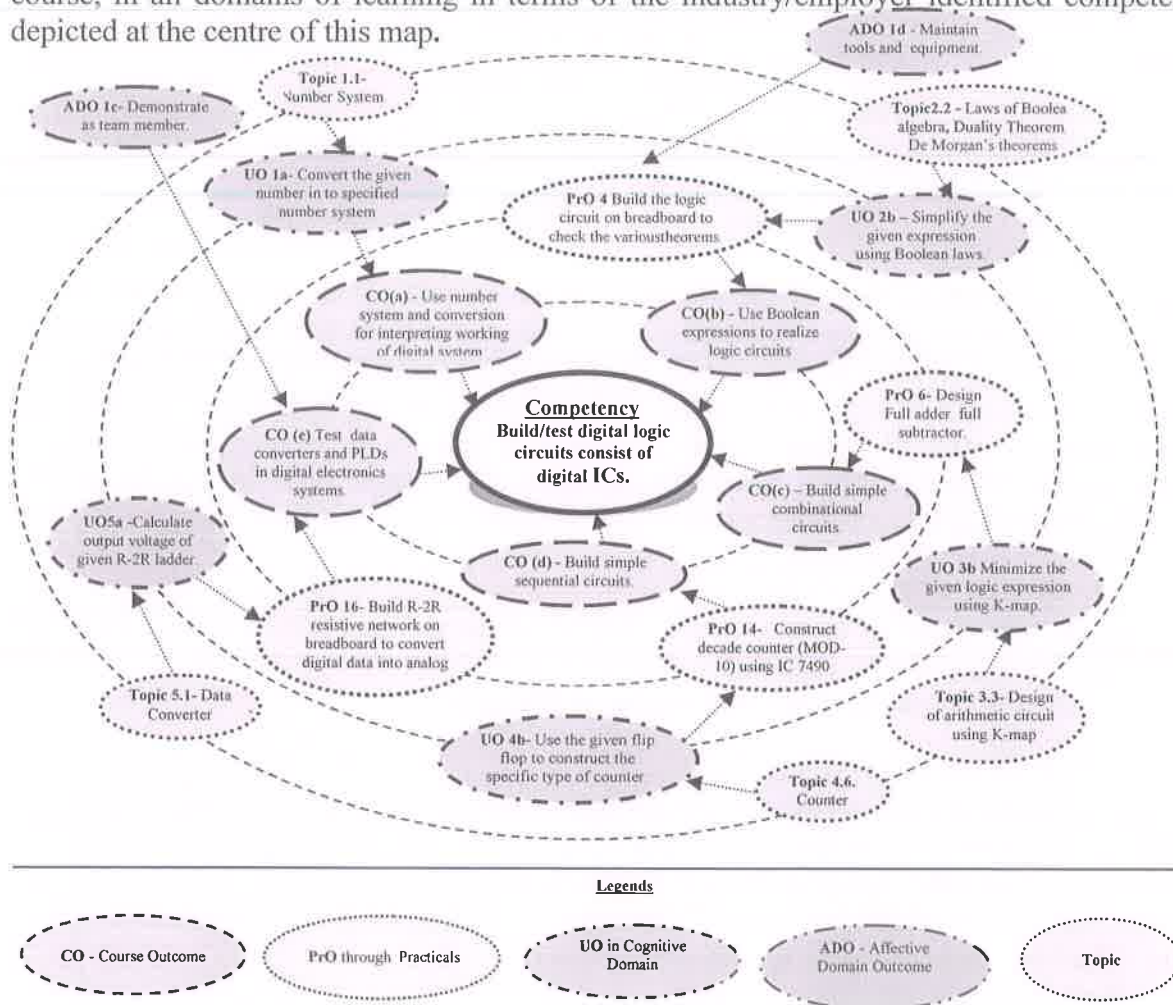 course, in all domains of learning in terms of the industry/employer identified
depicted at the centre of this map.
ADO 1d - Maintain
tools and equipment.
Topic 1.1-
Number System
ADO 1c- Demonstrate
as team member.
Topic2.2 - Laws of Boolea
algebra, Duality Theorem
De Morgan's theorems
UO 1a- Convert the given
number in to specified
number system
PrO 4 Build the logic
circuit on breadboard to
check the varioustheorems
UO 2b – Simplify the
given expression
using Boolean laws.
CO(a) - Use number
system and conversion
for interpreting working
of digital system
CO(b) - Use Boolean
expressions to realize
logic circuits
PrO 6- Design
Full adder full
subtractor.
Competency
Build/test digital logic
circuits consist of
digital ICs.
CO (e) Test data
converters and PLDs
in digital electronics
systems
CO(c) – Build simple
combinational
circuits
UO5a -Calculate
output voltage of
given R-2R ladder
CO (d) - Build simple
sequential circuits.
UO 3b Minimize the
given logic expression
using K-map.
PrO 16- Build R-2R
resistive network on
breadboard to convert
digital data into analog
PrO 14- Construct
decade counter (MOD-
10) using IC 7490
Topic 5.1- Data
Converter
Topic 3.3- Design
of arithmetic circuit
using K-map
UO 4b- Use the given flip
flop to construct the
specific type of counter
Topic 4.6.
Counter
Legends
CO - Course Outcome
PrO through Practicals
UO in Cognitive
Domain
ADO - Affective
Domain Outcome
Topic